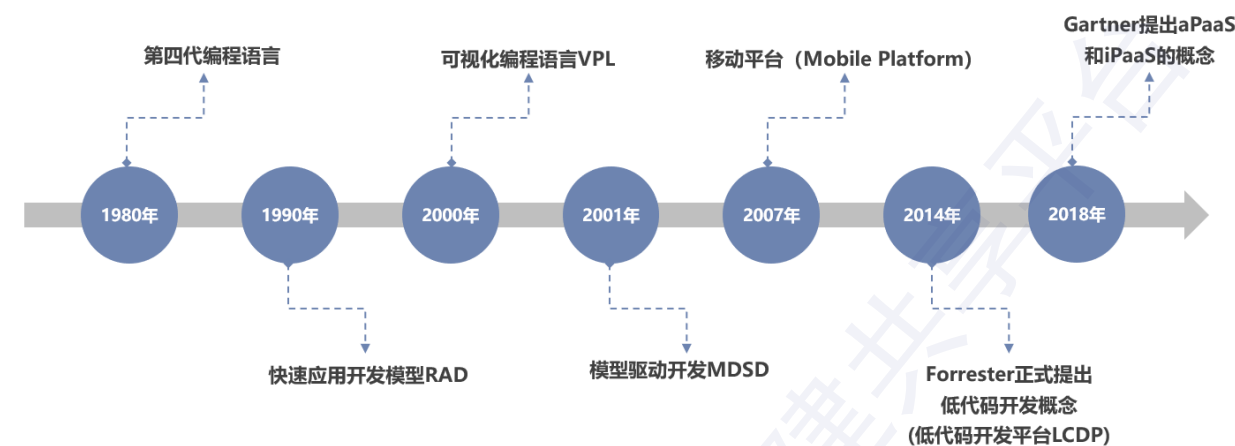 Gartner提出aPaaS
和iPaaS的概念
第四代编程语言
可视化编程语言VPL
移动平台（Mobile Platform）
1980年
1990年
2000年
2001年
2007年
2014年
2018年
快速应用开发模型RAD
模型驱动开发MDSD
Forrester正式提出
低代码开发概念
(低代码开发平台LCDP)
建共享平台